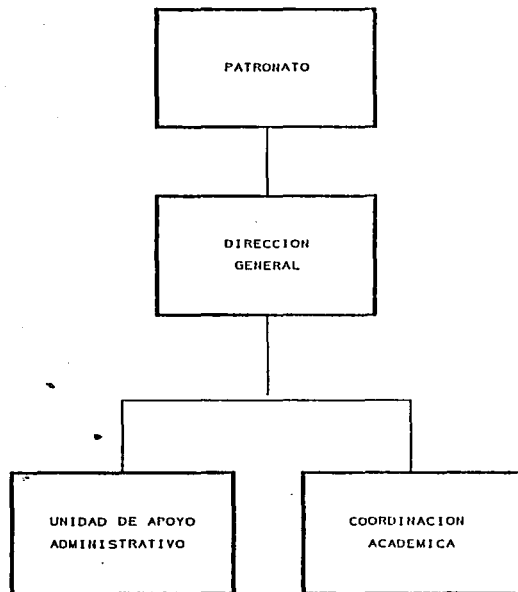 PATRONATO
DIRECCION
GENERAL
UNIDAD DE APOYO
ADMINISTRATIVO
COORDINACION
ACADEMICA